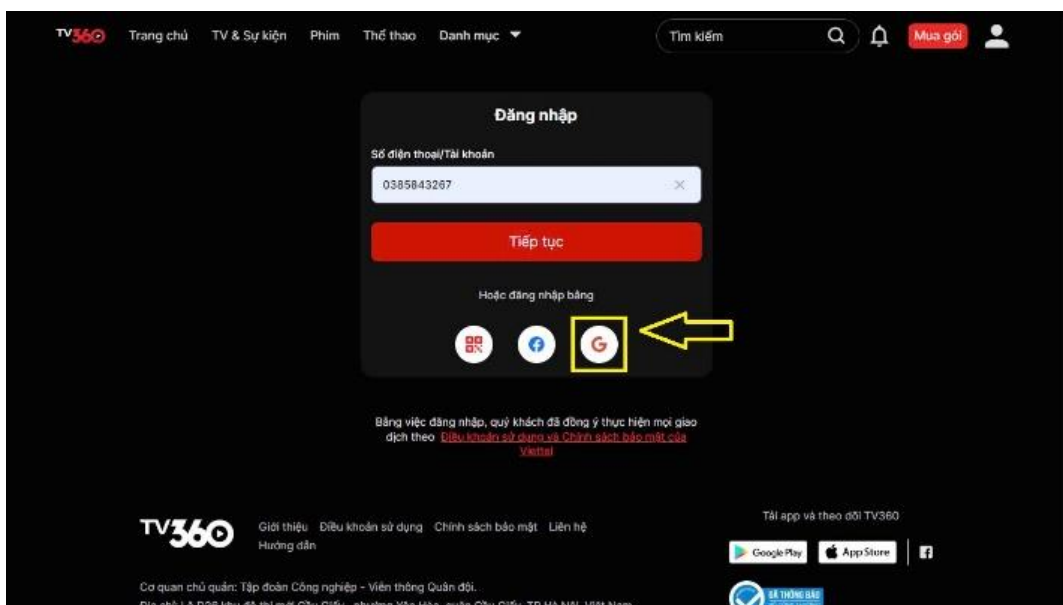 TV360 Trang chủ TV & Sự kiện Phim Thể thao Danh mục Tìm kiếm Mua gói
Đăng nhập
Số điện thoại/Tài khoản
0385843267
Tiếp tục
Hoặc đăng nhập bằng
Bằng việc đăng nhập, quý khách đã đồng ý thực hiện mọi giao
dịch theo Điều khoản sử dụng và Chính sách bảo mật của
Viettel
Tải app và theo dõi TV360
TV360 Giới thiệu Điều khoản sử dụng Chính sách bảo mật Liên hệ
Hướng dẫn
Google Play App Store
Cơ quan chủ quản: Tập đoàn Công nghiệp - Viễn thông Quân đội.
ĐÃ THÔNG BÁO